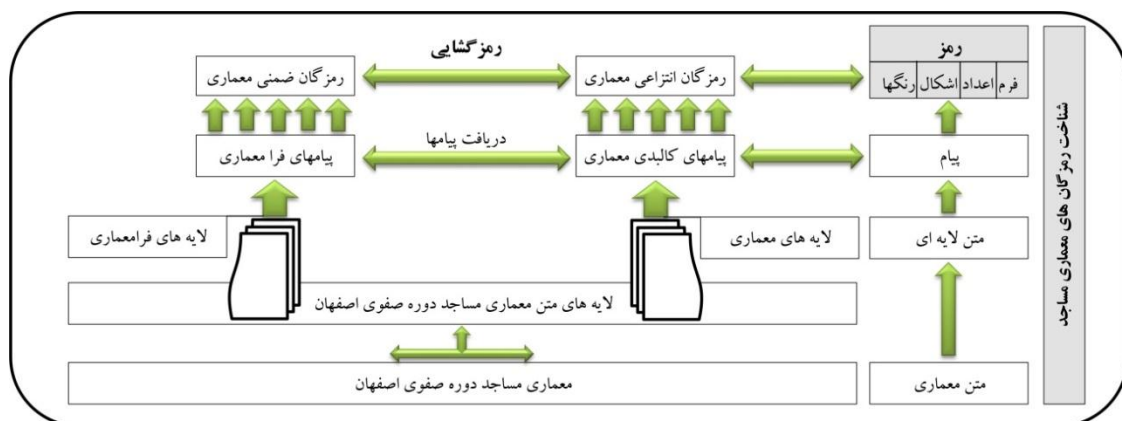 شناخت رمزگان های معماری مساجد
رمز
فرم
اعداد
اشکال
رنگها
رمزگشایی
رمزگان انتزاعی معماری
رمزگان ضمنی معماری
پیام
پیامهای کالبدی معماری
دریافت پیامها
پیامهای فرا معماری
متن لایه ای
لایه های معماری
لایه های فرامعماری
لایه های متن معماری مساجد دوره صفوی اصفهان
متن معماری
معماری مساجد دوره صفوی اصفهان